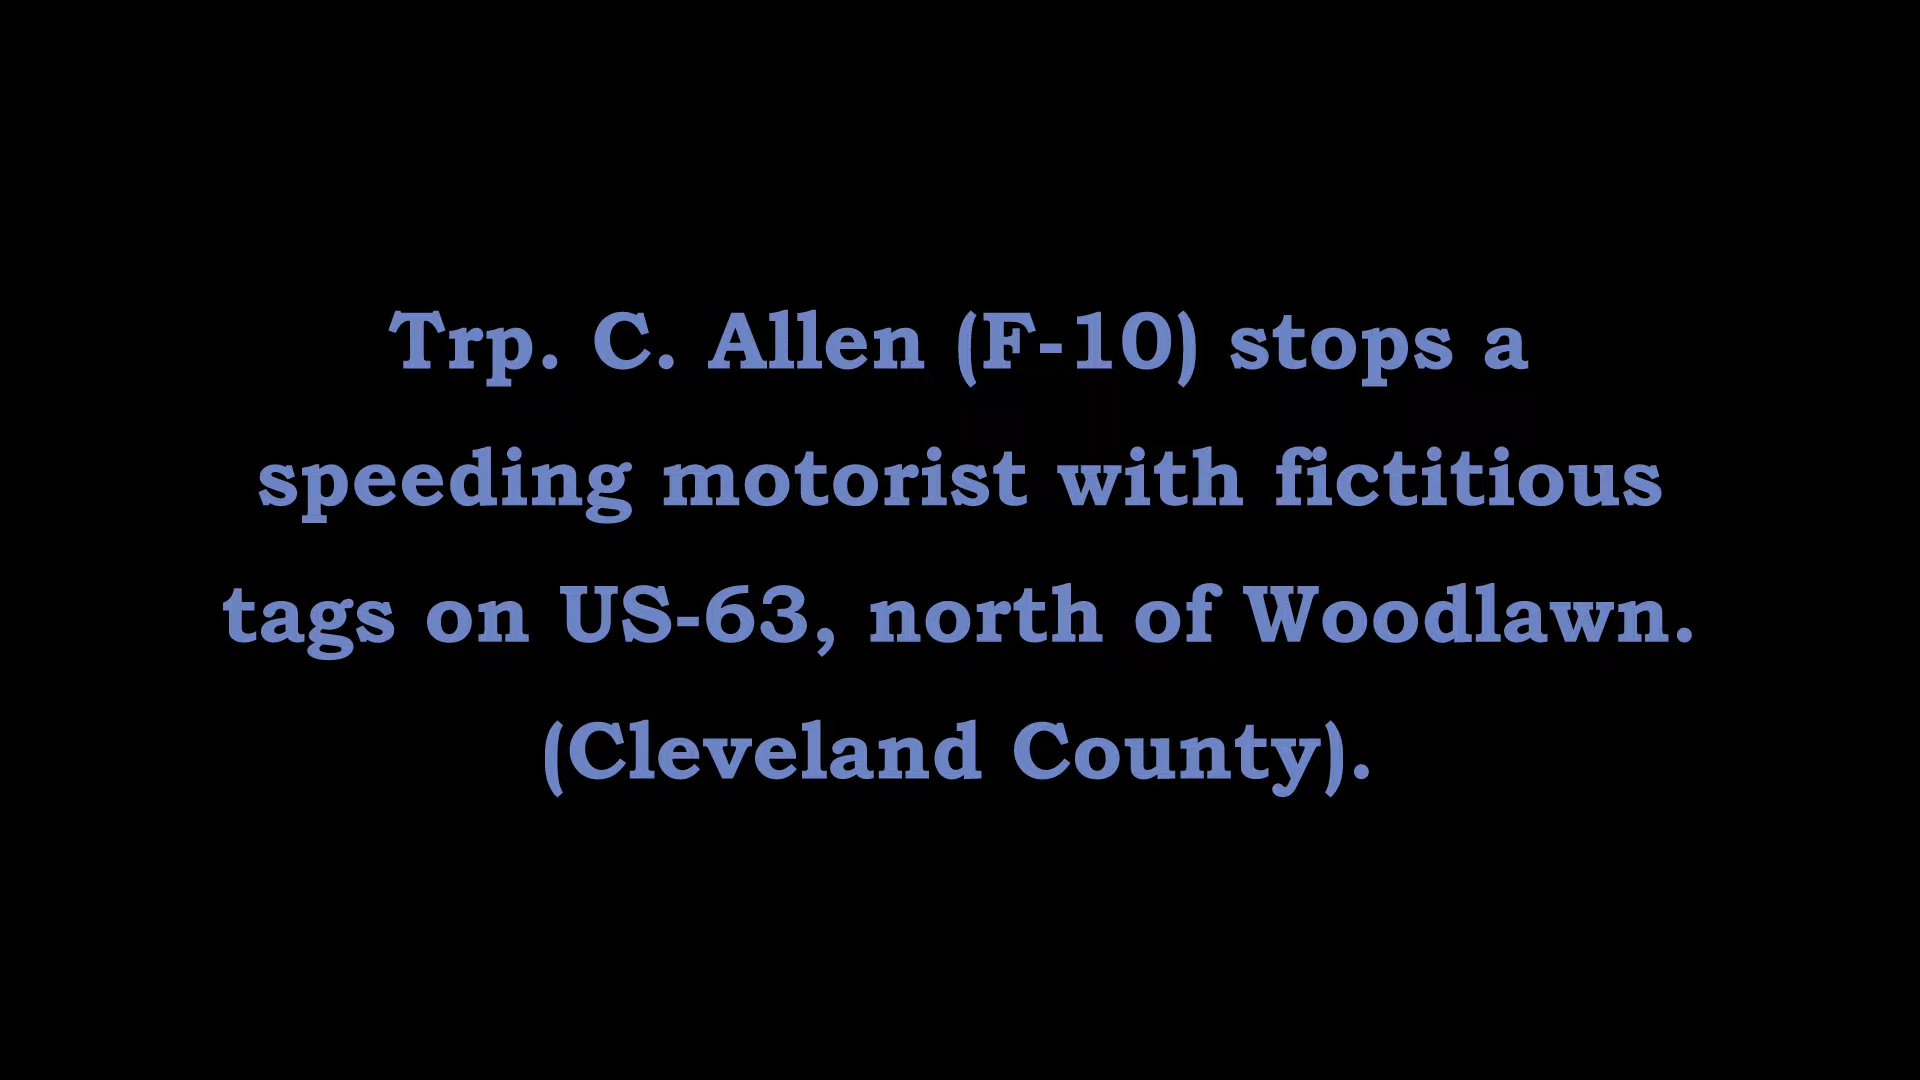 Trp. C. Allen (F-10) stops a
speeding motorist with fictitious
tags on US-63, north of Woodlawn.
(Cleveland County).